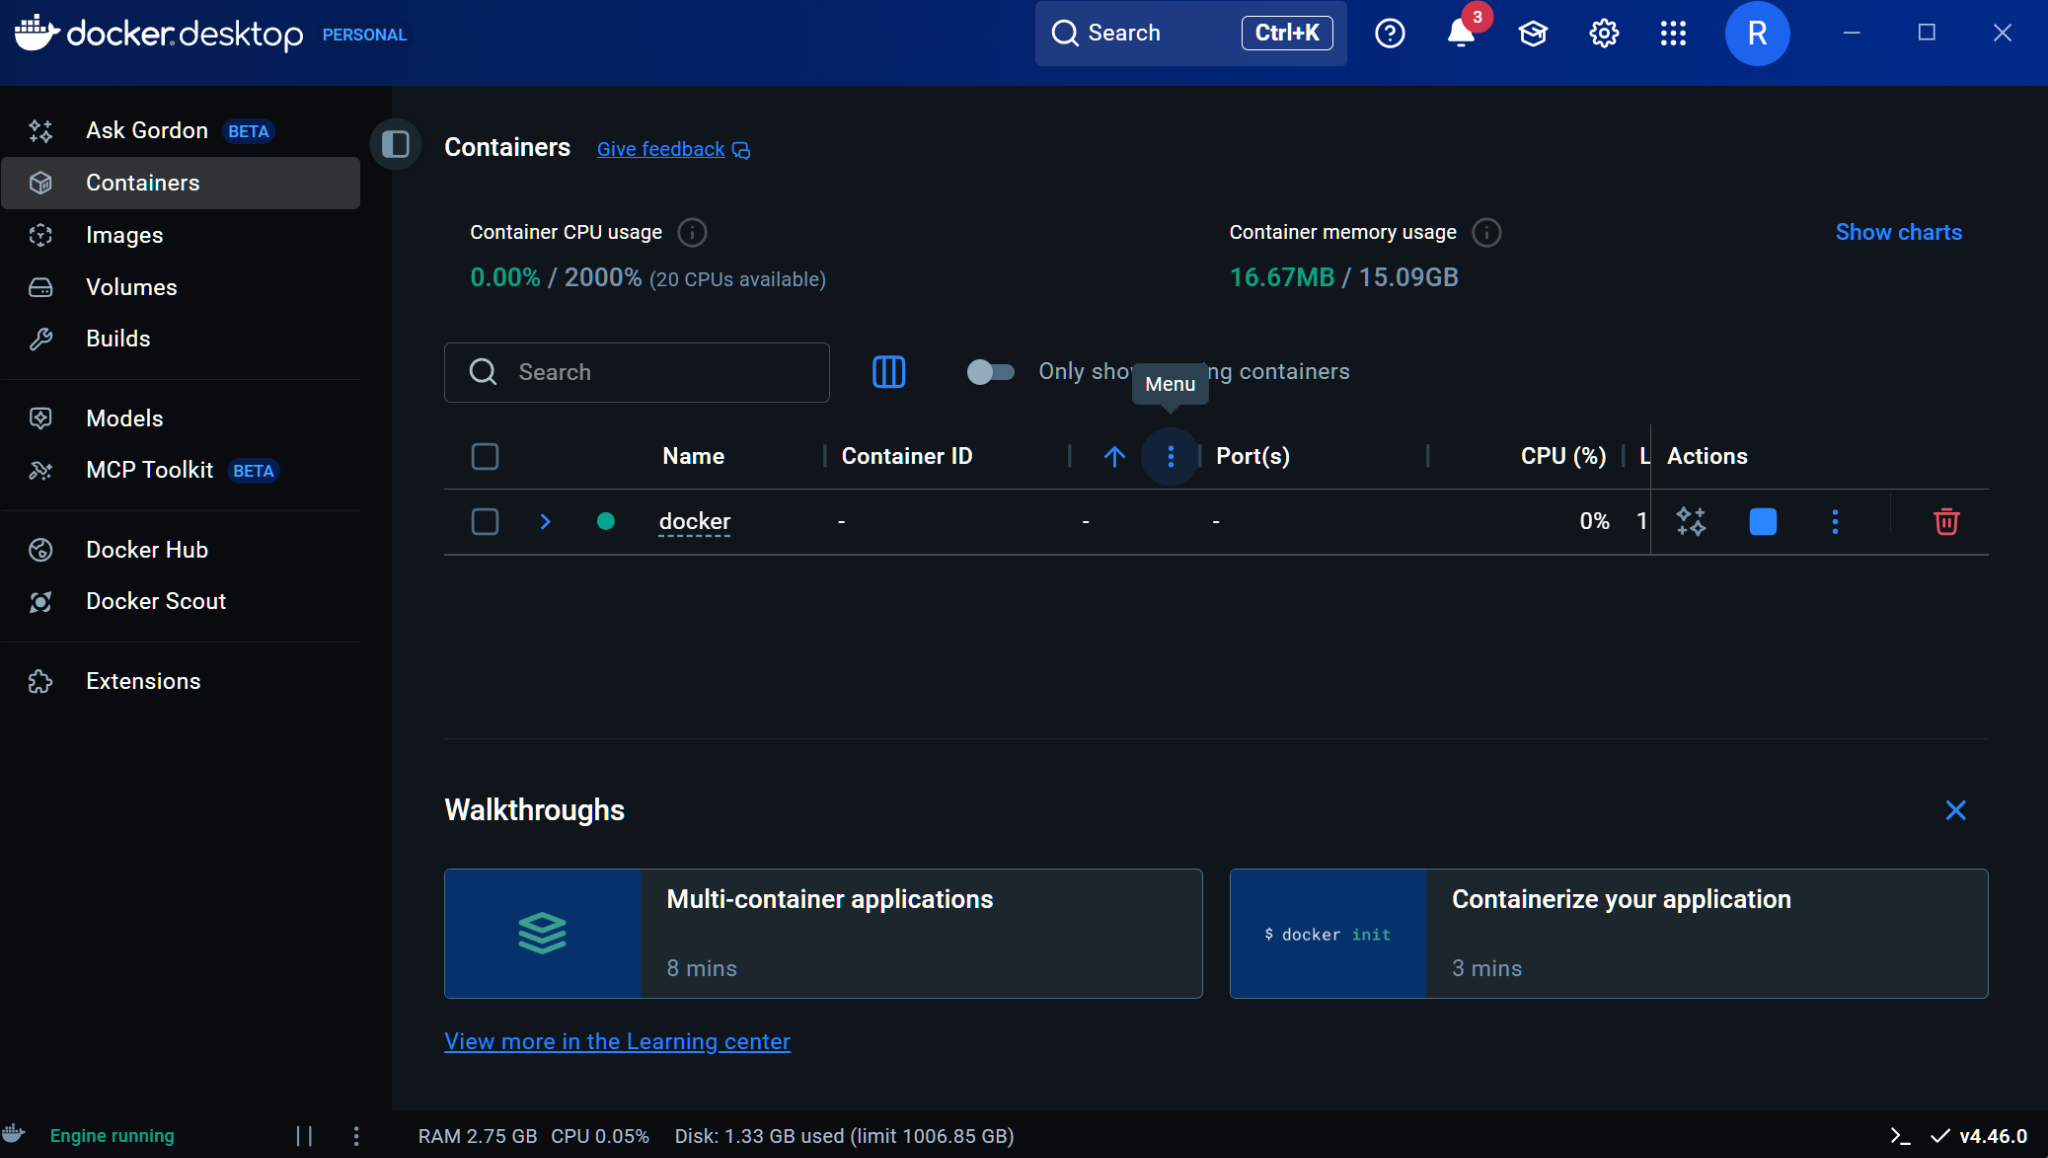 docker.desktop PERSONAL
Search Ctrl+K
3
R
Ask Gordon BETA
Containers
Images
Volumes
Builds
Models
MCP Toolkit BETA
Docker Hub
Docker Scout
Extensions
Containers Give feedback
Container CPU usage
0.00% / 2000% (20 CPUs available)
Container memory usage
16.67MB / 15.09GB
Show charts
Search
Only sho ng containers
Menu
Name Container ID Port(s) CPU (%) L Actions
docker - - - 0% 1
Walkthroughs
Multi-container applications
8 mins
$ docker init
Containerize your application
3 mins
View more in the Learning center
Engine running
RAM 2.75 GB CPU 0.05% Disk: 1.33 GB used (limit 1006.85 GB)
v4.46.0